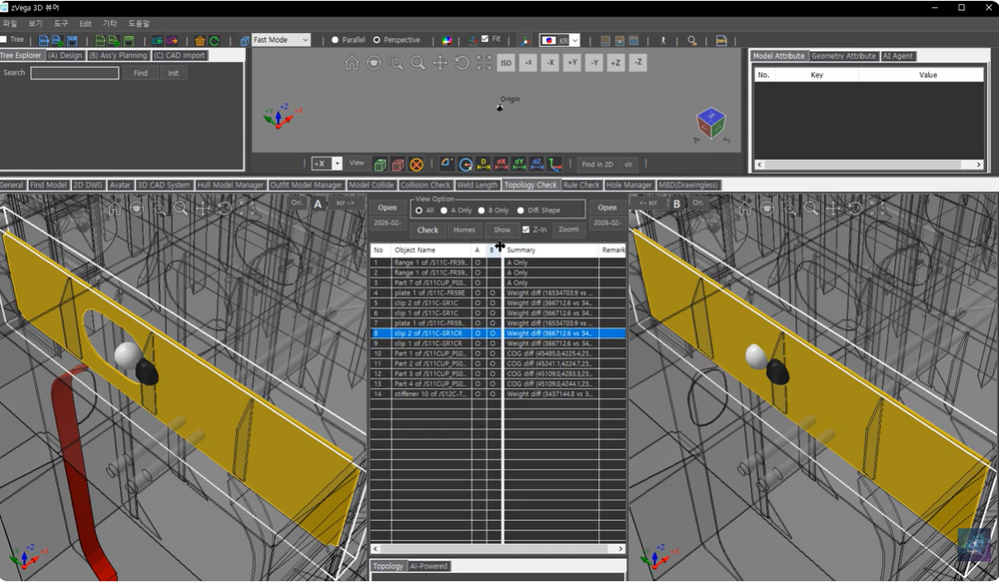 zVega 3D 뷰어
파일 보기 도구 Edit 기타 도움말
Tree Fast Mode Parallel Perspective Fit KR
Tree Explorer (A) Design (B) Ass'y Planning (C) CAD Import
Search Find Init
ISO +X -X +Y -Y +Z -Z
Origin
+Y +Z +X
Model Attribute Geometry Attribute AI Agent
No. Key Value
+X View D dX dY dZ Find in 2D clr
General Find Model 2D DWG Avatar 3D CAD System Hull Model Manager Outfit Model Manager Model Collide Collision Check Weld Length Topology Check Rule Check Hole Manager MBD(Drawingless)
Ori. A scr ->
Open View Option Open
All A Only B Only Diff. Shape
2026-02- 2026-02-
Check Homes Show Z-In Zoom!
<- scr B Ori.
No Object Name A B Summary Remark
1 flange 1 of /S11C-FR59... O A Only
2 flange 1 of /S11C-FR59... O A Only
3 Part 7 of /S11CUP_PS0... O A Only
4 plate 1 of /S11C-FR59E O O Weight diff (16534703.9 vs ...
5 clip 2 of /S11C-SR1C O O Weight diff (366712.6 vs 34...
6 clip 1 of /S11C-SR1C O O Weight diff (366712.6 vs 34...
7 plate 1 of /S11C-FR59... O O Weight diff (16534703.9 vs ...
8 clip 2 of /S11C-SR1CR O O Weight diff (366712.6 vs 34...
9 clip 1 of /S11C-SR1CR O O Weight diff (366712.6 vs 34...
10 Part 1 of /S11CUP_PS0... O O COG diff (45485.0,4225.4,23...
11 Part 2 of /S11CUP_PS0... O O COG diff (45241.1,4224.7,23...
12 Part 3 of /S11CUP_PS0... O O COG diff (45109.0,4283.3,23...
13 Part 4 of /S11CUP_PS0... O O COG diff (45109.0,4244.1,23...
14 stiffener 10 of /S12C-T... O O Weight diff (3437144.8 vs 3...
+Z +X
+Z +X
Topology AI-Powered